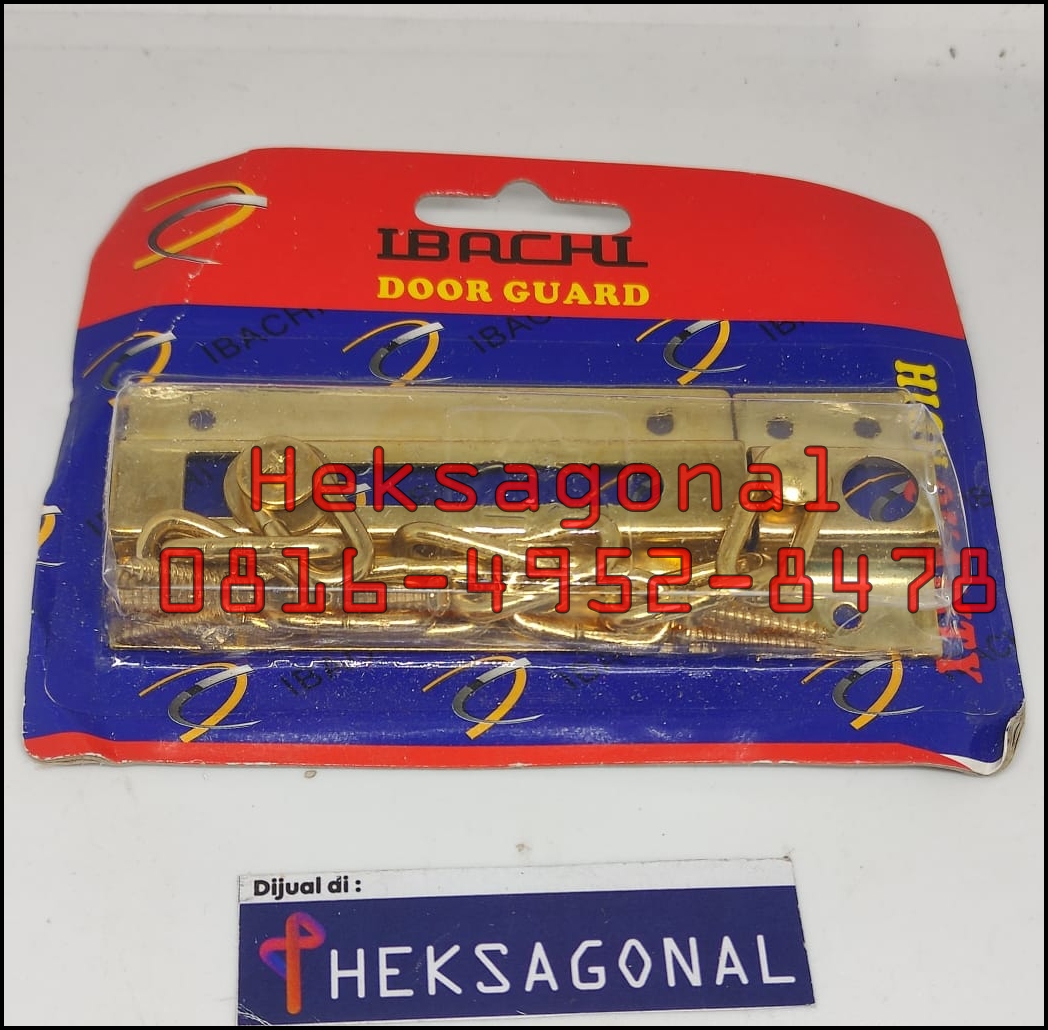 IBACHI
DOOR GUARD
IBACHI
IBACHI
Heksagonal
0816-4952-8478
Dijual di :
HEKSAGONAL